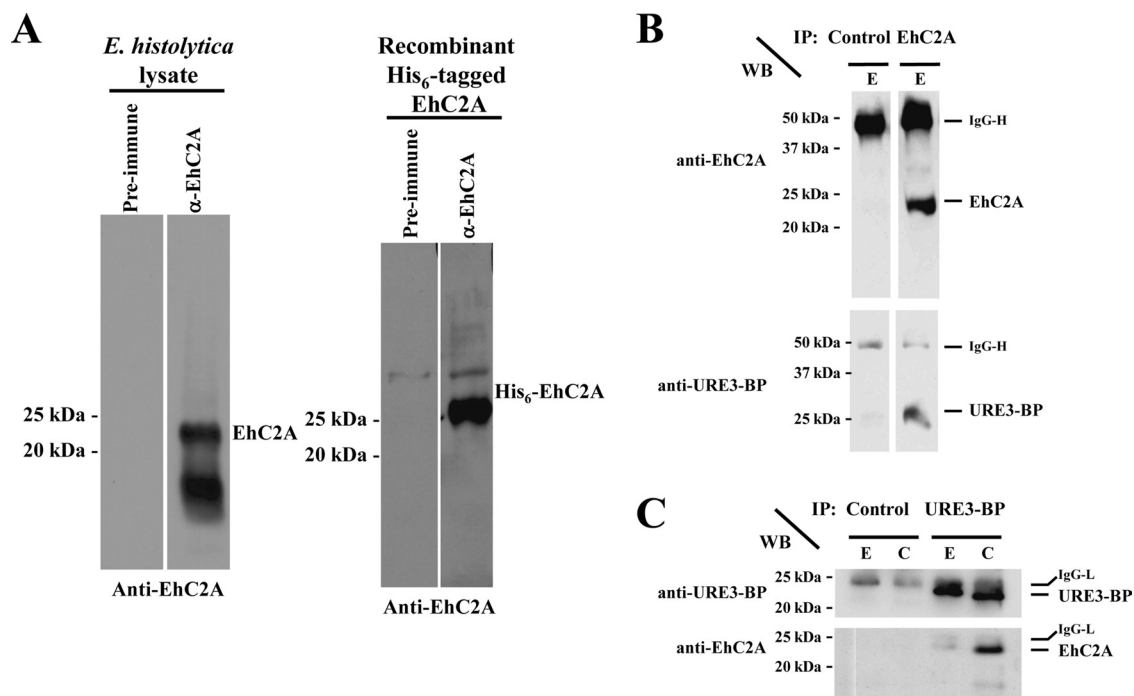 A
E. histolytica
lysate
Pre-immune
α-EhC2A
25 kDa -
20 kDa -
EhC2A
Anti-EhC2A
Recombinant
His6-tagged
EhC2A
Pre-immune
α-EhC2A
His6-EhC2A
25 kDa -
20 kDa -
Anti-EhC2A
B
IP: Control EhC2A
WB
E E
50 kDa -
IgG-H
37 kDa -
anti-EhC2A
25 kDa -
EhC2A
20 kDa -
50 kDa -
IgG-H
37 kDa -
anti-URE3-BP
URE3-BP
25 kDa -
C
IP: Control URE3-BP
WB
E C E C
25 kDa -
IgG-L
anti-URE3-BP
URE3-BP
20 kDa -
25 kDa -
IgG-L
anti-EhC2A
EhC2A
20 kDa -